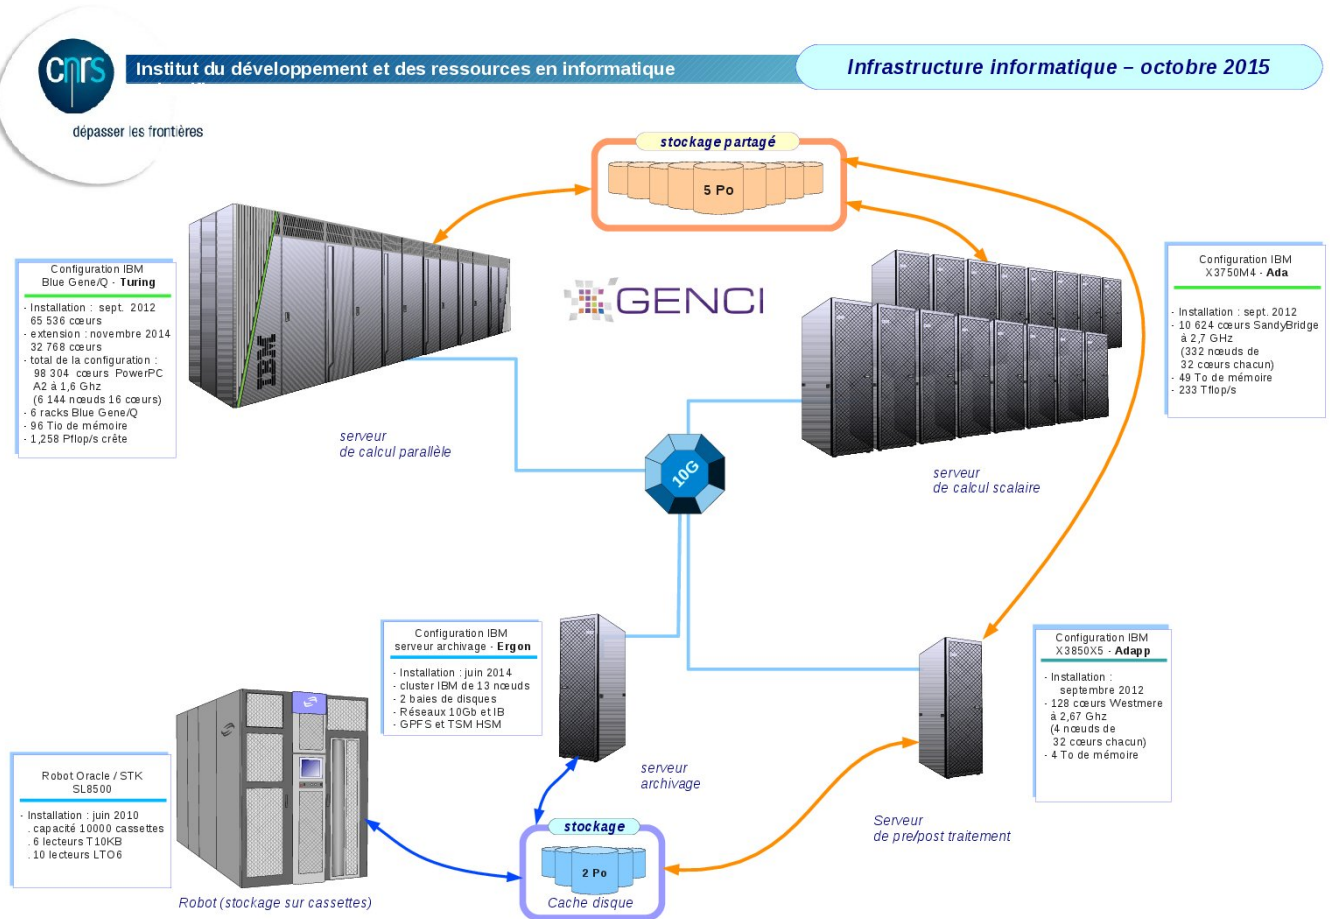 cnrs
dépasser les frontières
Institut du développement et des ressources en informatique
Infrastructure informatique – octobre 2015
stockage partagé
5 Po
Configuration IBM
Blue Gene/Q - Turing
- Installation : sept. 2012
65 536 cœurs
- extension : novembre 2014
32 768 cœurs
- total de la configuration :
98 304 cœurs PowerPC
A2 à 1,6 Ghz
(6 144 nœuds 16 cœurs)
- 6 racks Blue Gene/Q
- 96 Tio de mémoire
- 1,258 Pflop/s crête
IBM
serveur
de calcul parallèle
GENCI
Configuration IBM
X3750M4 - Ada
- Installation : sept. 2012
- 10 624 cœurs SandyBridge
à 2,7 GHz
(332 nœuds de
32 cœurs chacun)
- 49 To de mémoire
- 233 Tflop/s
serveur
de calcul scalaire
10G
Configuration IBM
serveur archivage - Ergon
- Installation : juin 2014
- cluster IBM de 13 nœuds
- 2 baies de disques
- Réseaux 10Gb et IB
- GPFS et TSM HSM
serveur
archivage
Configuration IBM
X3850X5 - Adapp
- Installation :
septembre 2012
- 128 cœurs Westmere
à 2,67 Ghz
(4 nœuds de
32 cœurs chacun)
- 4 To de mémoire
Serveur
de pre/post traitement
Robot Oracle / STK
SL8500
- Installation : juin 2010
. capacité 10000 cassettes
. 6 lecteurs T10KB
. 10 lecteurs LTO6
Robot (stockage sur cassettes)
stockage
2 Po
Cache disque